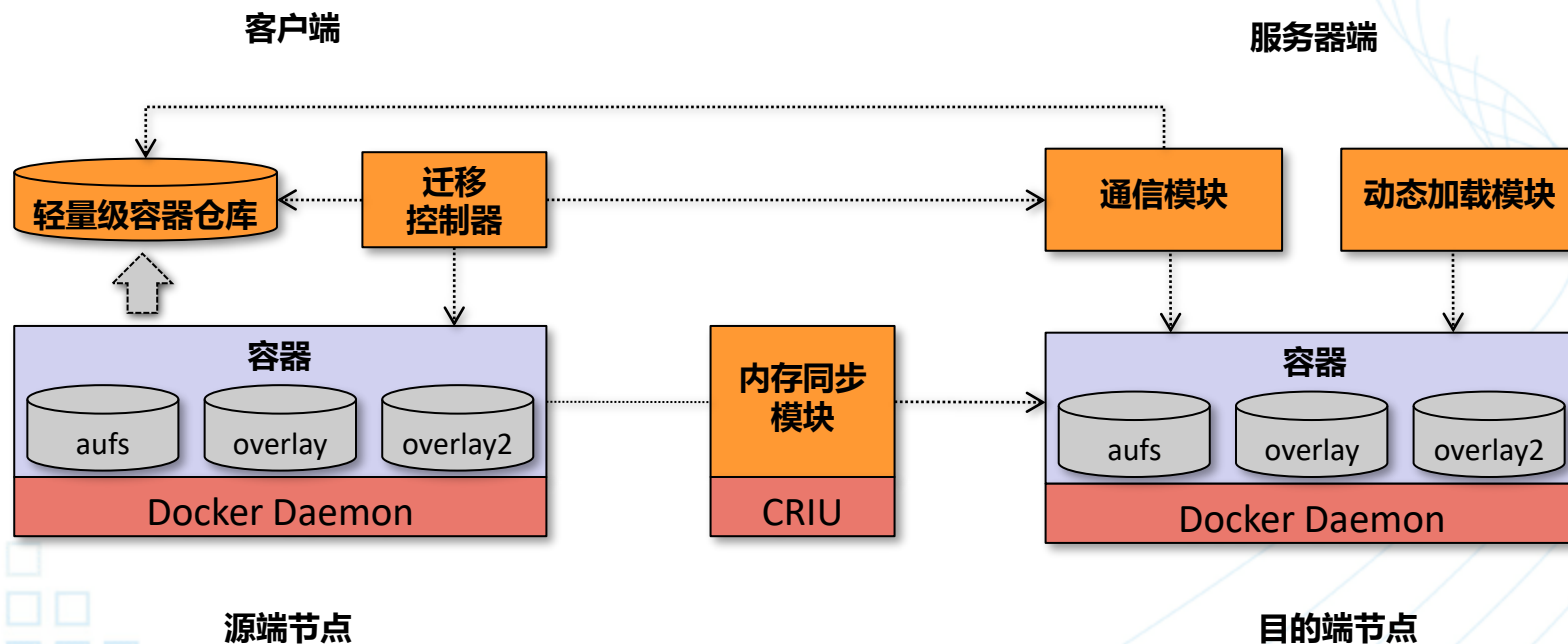 客户端
服务器端
轻量级容器仓库
迁移
控制器
通信模块
动态加载模块
容器
aufs
overlay
overlay2
Docker Daemon
内存同步
模块
CRIU
容器
aufs
overlay
overlay2
Docker Daemon
源端节点
目的端节点